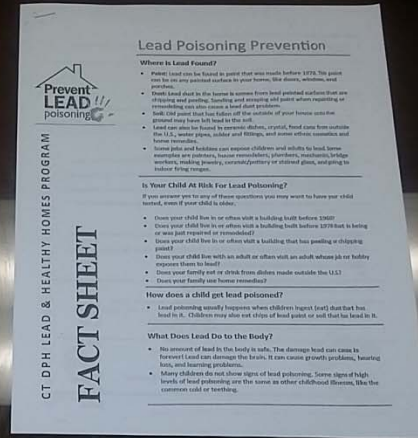 Prevent
LEAD
poisoning
CT DPH LEAD & HEALTHY HOMES PROGRAM
FACT SHEET
Lead Poisoning Prevention
Where is Lead Found?
• Paint: Lead can be found in paint that was made before 1978. The paint
can be on any painted surface in your home, like doors, windows, and
porches.
• Dust: Lead dust in the home is comes from lead painted surface that are
chipping and peeling. Sanding and scraping old paint when repairing or
remodeling can also cause a lead dust problem.
• Soil: Old paint that has fallen off the outside of your house onto the
ground may have left lead in the soil.
• Lead can also be found in ceramic dishes, crystal, food cans from outside
the U.S., water pipes, solder and fittings, and some ethnic cosmetics and
home remedies.
• Some jobs and hobbies can expose children and adults to lead. Some
examples are painters, house remodelers, plumbers, mechanic, bridge
workers, making jewelry, ceramic/pottery or stained glass, and going to
indoor firing ranges.
Is Your Child At Risk For Lead Poisoning?
If you answer yes to any of these questions you may want to have your child
tested, even if your child is older.
• Does your child live in or often visit a building built before 1960?
• Does your child live in or often visit a building built before 1978 that is being
or was just repaired or remodeled?
• Does your child live in or often visit a building that has peeling or chipping
paint?
• Does your child with an adult or often visit an adult whose job or hobby
exposes them to lead?
• Does your family eat or drink from dishes made outside the U.S.?
• Does your family use home remedies?
How does a child get lead poisoned?
• Lead poisoning usually happens when children ingest (eat) dust that has
lead in it. Children may also eat chips of lead paint or soil that has lead in it.
What Does Lead Do to the Body?
• No amount of lead in the body is safe. The damage lead can cause is
forever! Lead can damage the brain. It can cause growth problems, hearing
loss, and learning problems.
• Many children do not show signs of lead poisoning. Some signs of high
levels of lead poisoning are the same as other childhood illnesses, like the
common cold or teething.